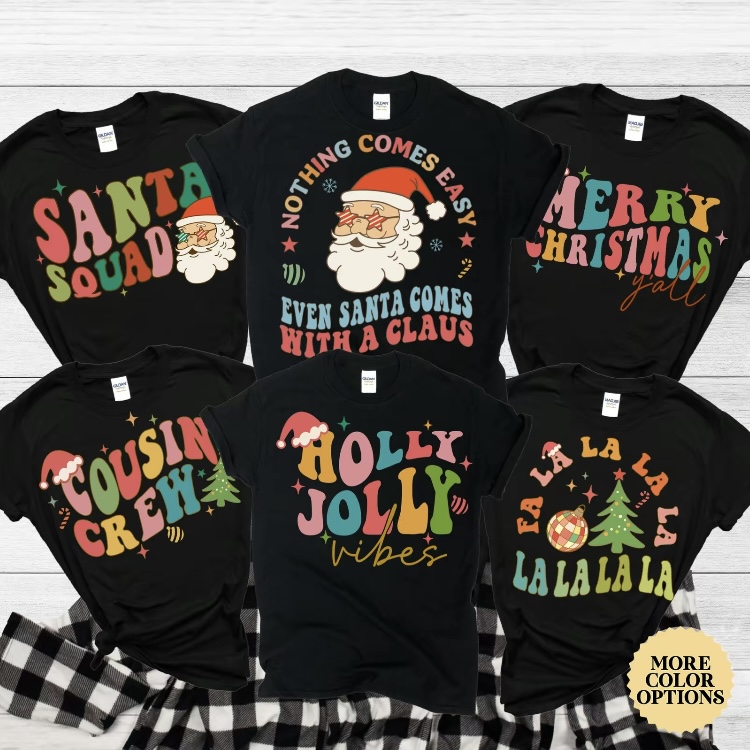 SANTA
SQUAD
NOTHING COMES EASY
EVEN SANTA COMES
WITH A CLAUS
MERRY
CHRISTMAS
y'all
COUSIN
CREW
HOLLY
JOLLY
vibes
FA LA LA LA LA
LA LA LA LA
MORE
COLOR
OPTIONS